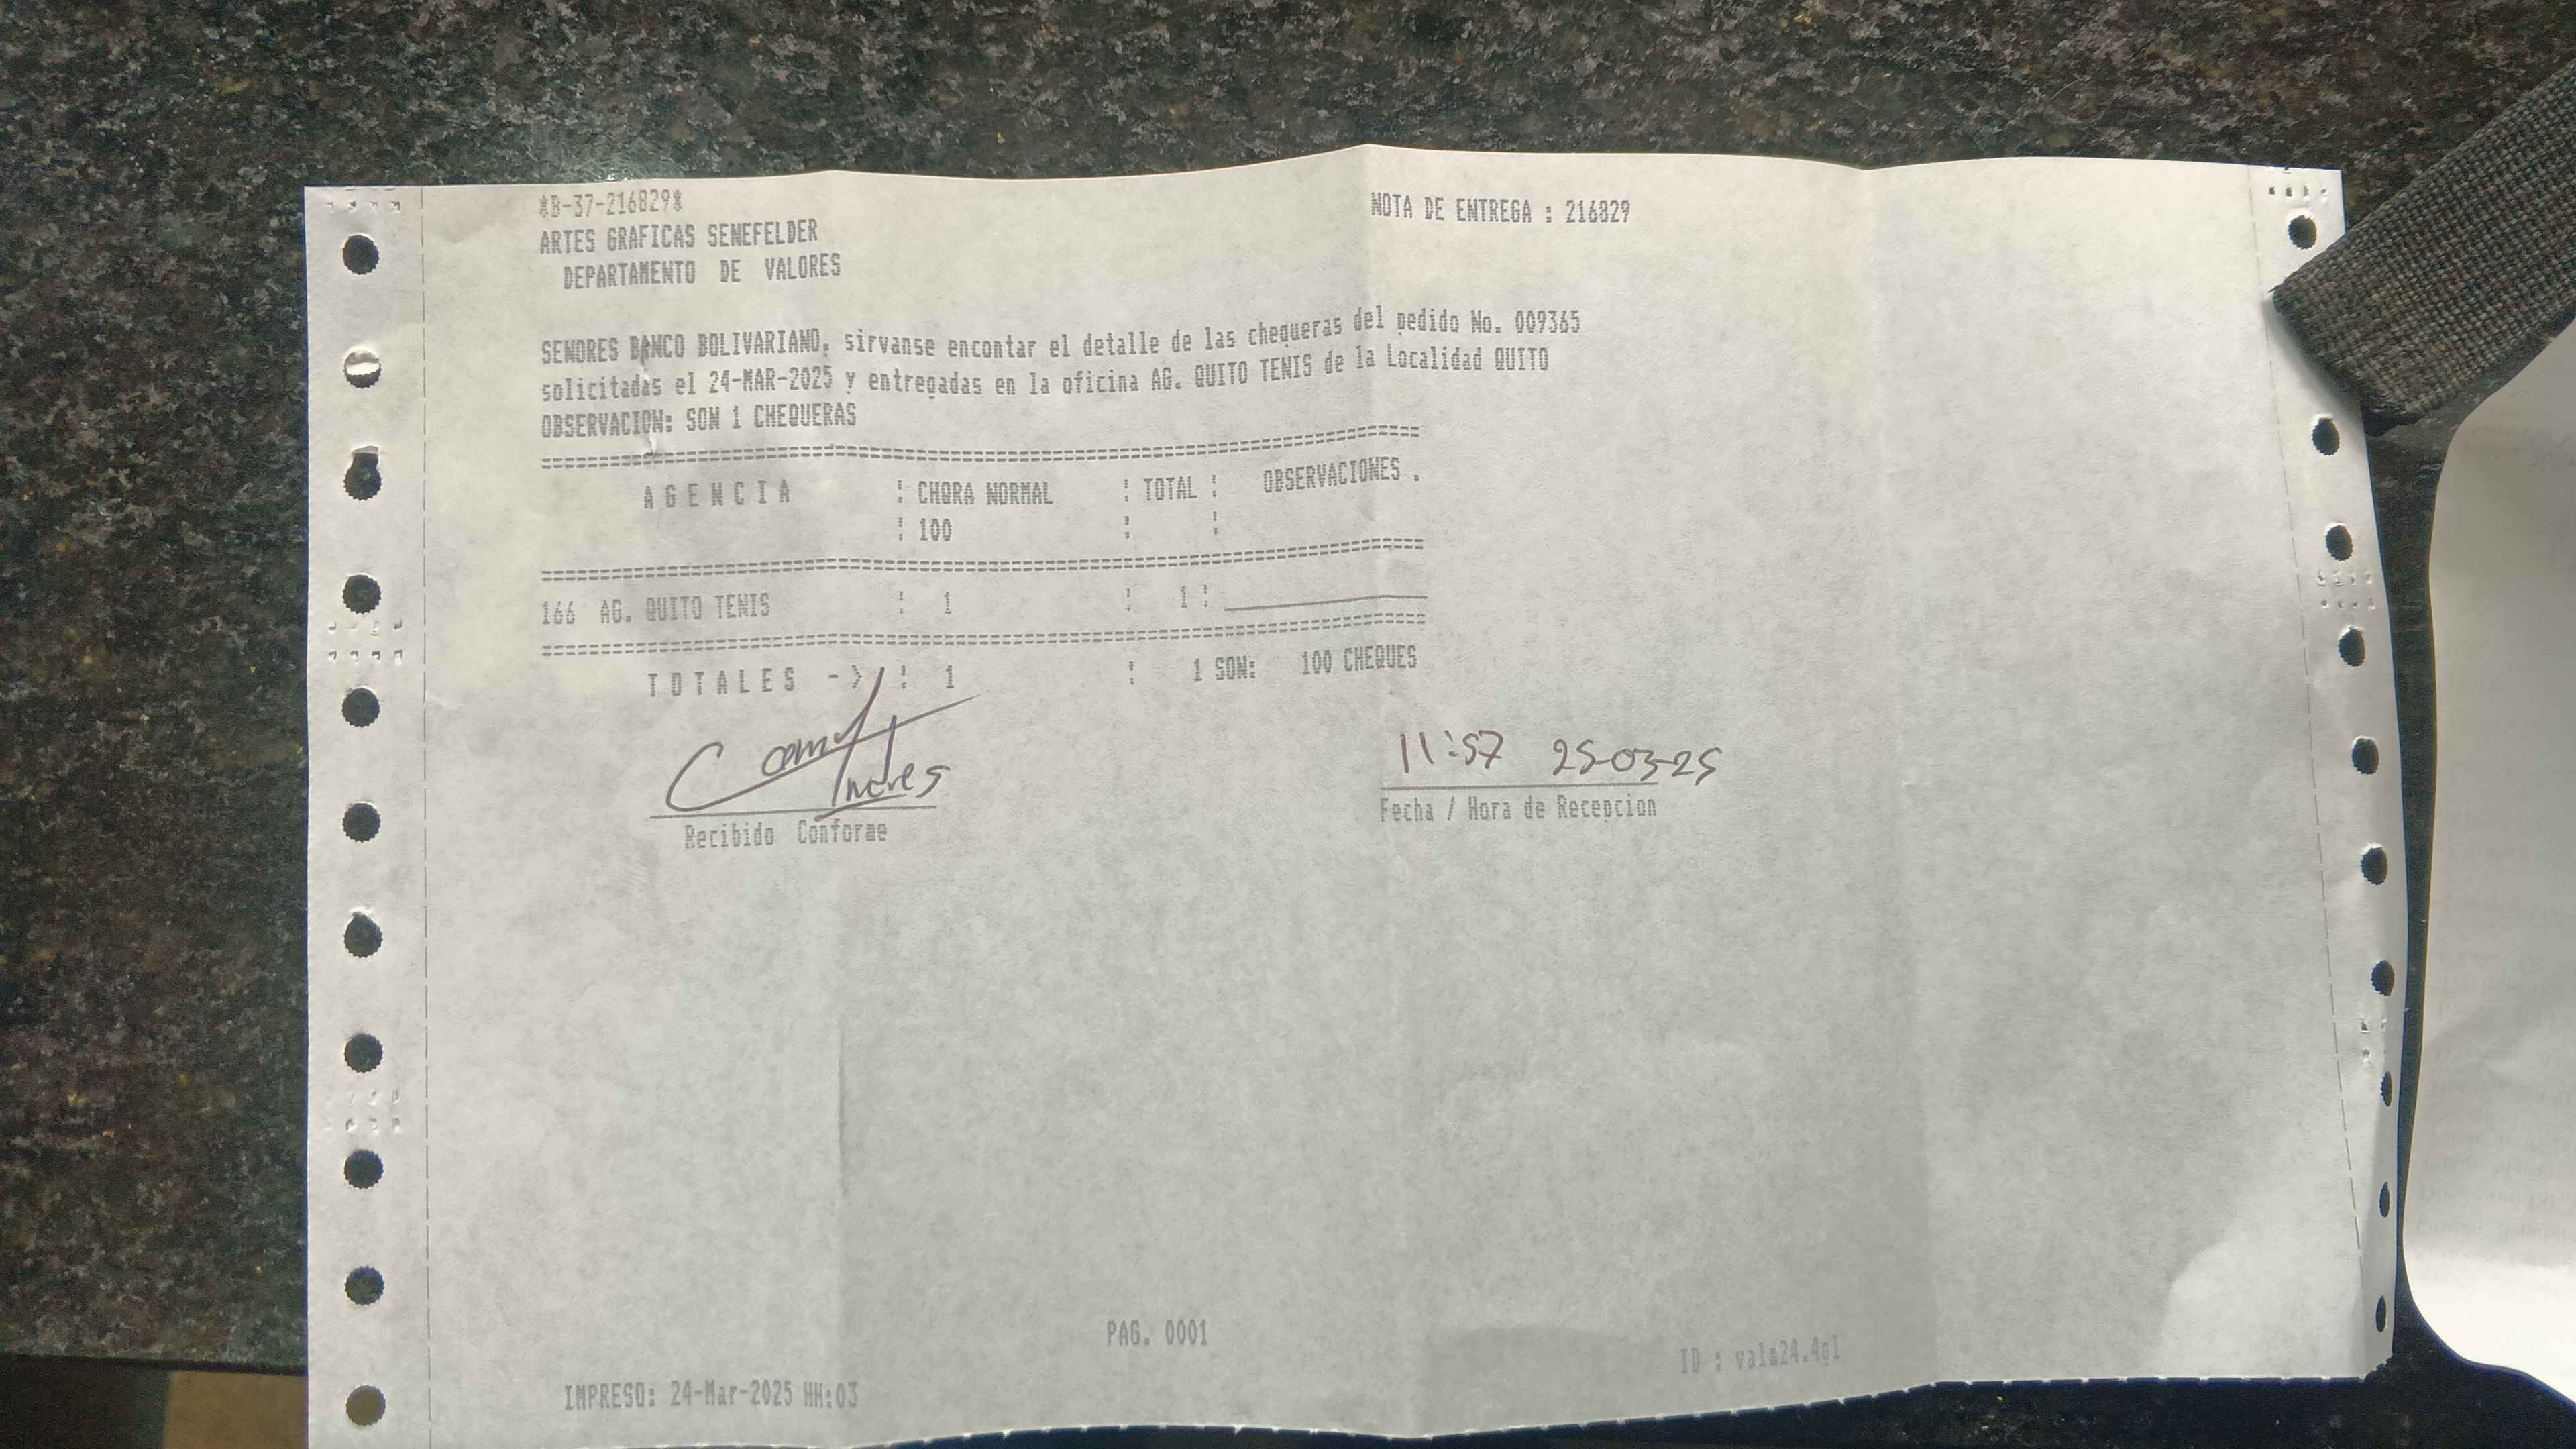 *B-37-216829*
NOTA DE ENTREGA : 216829
ARTES GRAFICAS SENEFELDER
DEPARTAMENTO DE VALORES
SENORES BANCO BOLIVARIANO, sirvanse encontar el detalle de las chequeras del pedido No. 009365
solicitadas el 24-MAR-2025 y entregadas en la oficina AG. QUITO TENIS de la Localidad QUITO
OBSERVACION: SON 1 CHEQUERAS
A G E N C I A : CHQRA NORMAL : TOTAL : OBSERVACIONES .
: 100 : :
166 AG. QUITO TENIS : 1 : 1 :
T O T A L E S -> : 1 : 1 SON: 100 CHEQUES
11:57 25-03-25
Recibido Conforme
Fecha / Hora de Recepcion
PAG. 0001
ID : valm24.4gl
IMPRESO: 24-Mar-2025 HH:03